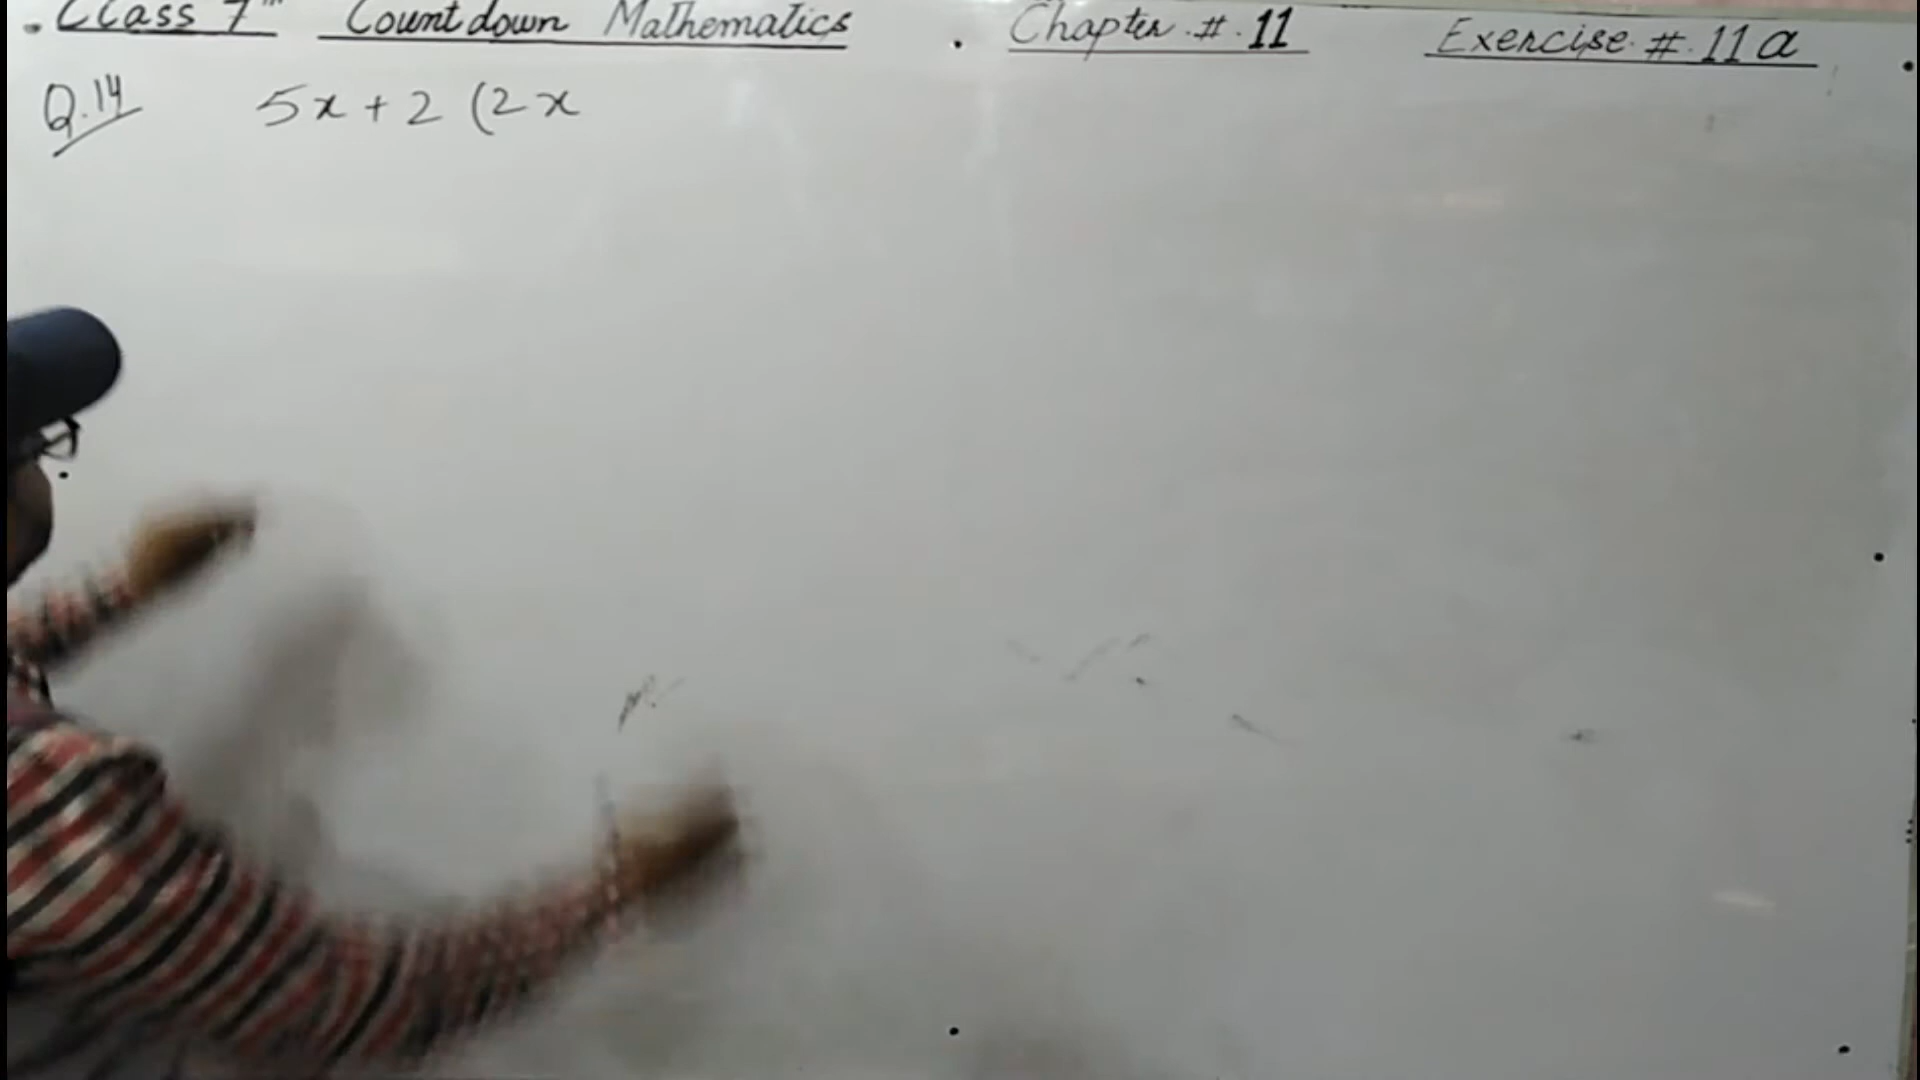 Class 7th Countdown Mathematics . Chapter # 11 Exercise # 11a
Q.14 5x + 2 (2x